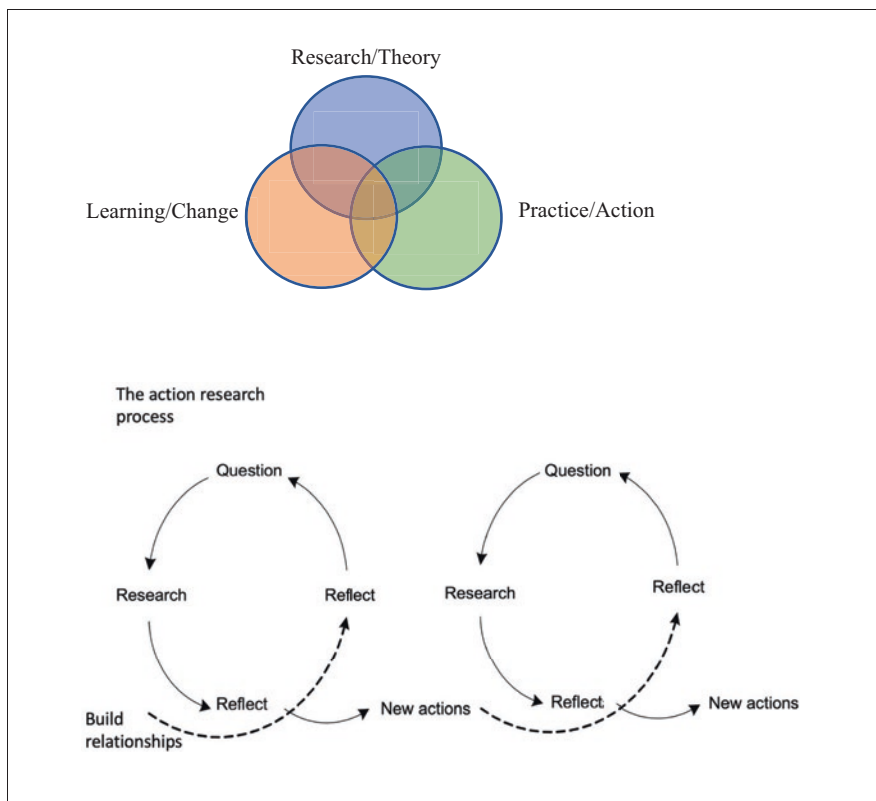 Research/Theory
Learning/Change
Practice/Action
The action research
process
Question
Research
Reflect
Reflect
Build
relationships
New actions
Question
Research
Reflect
Reflect
New actions